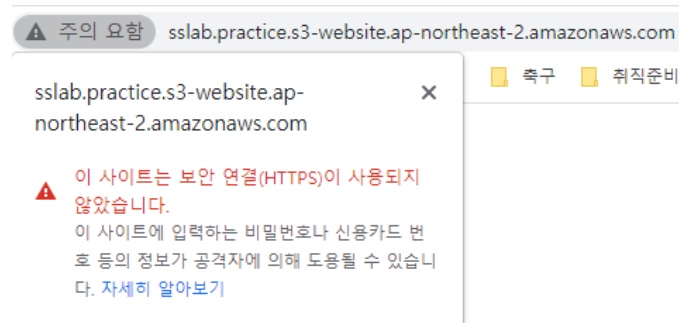 주의 요함 sslab.practice.s3-website.ap-northeast-2.amazonaws.com
축구 취직준비
sslab.practice.s3-website.ap-
northeast-2.amazonaws.com
이 사이트는 보안 연결(HTTPS)이 사용되지
않았습니다.
이 사이트에 입력하는 비밀번호나 신용카드 번
호 등의 정보가 공격자에 의해 도용될 수 있습니
다. 자세히 알아보기